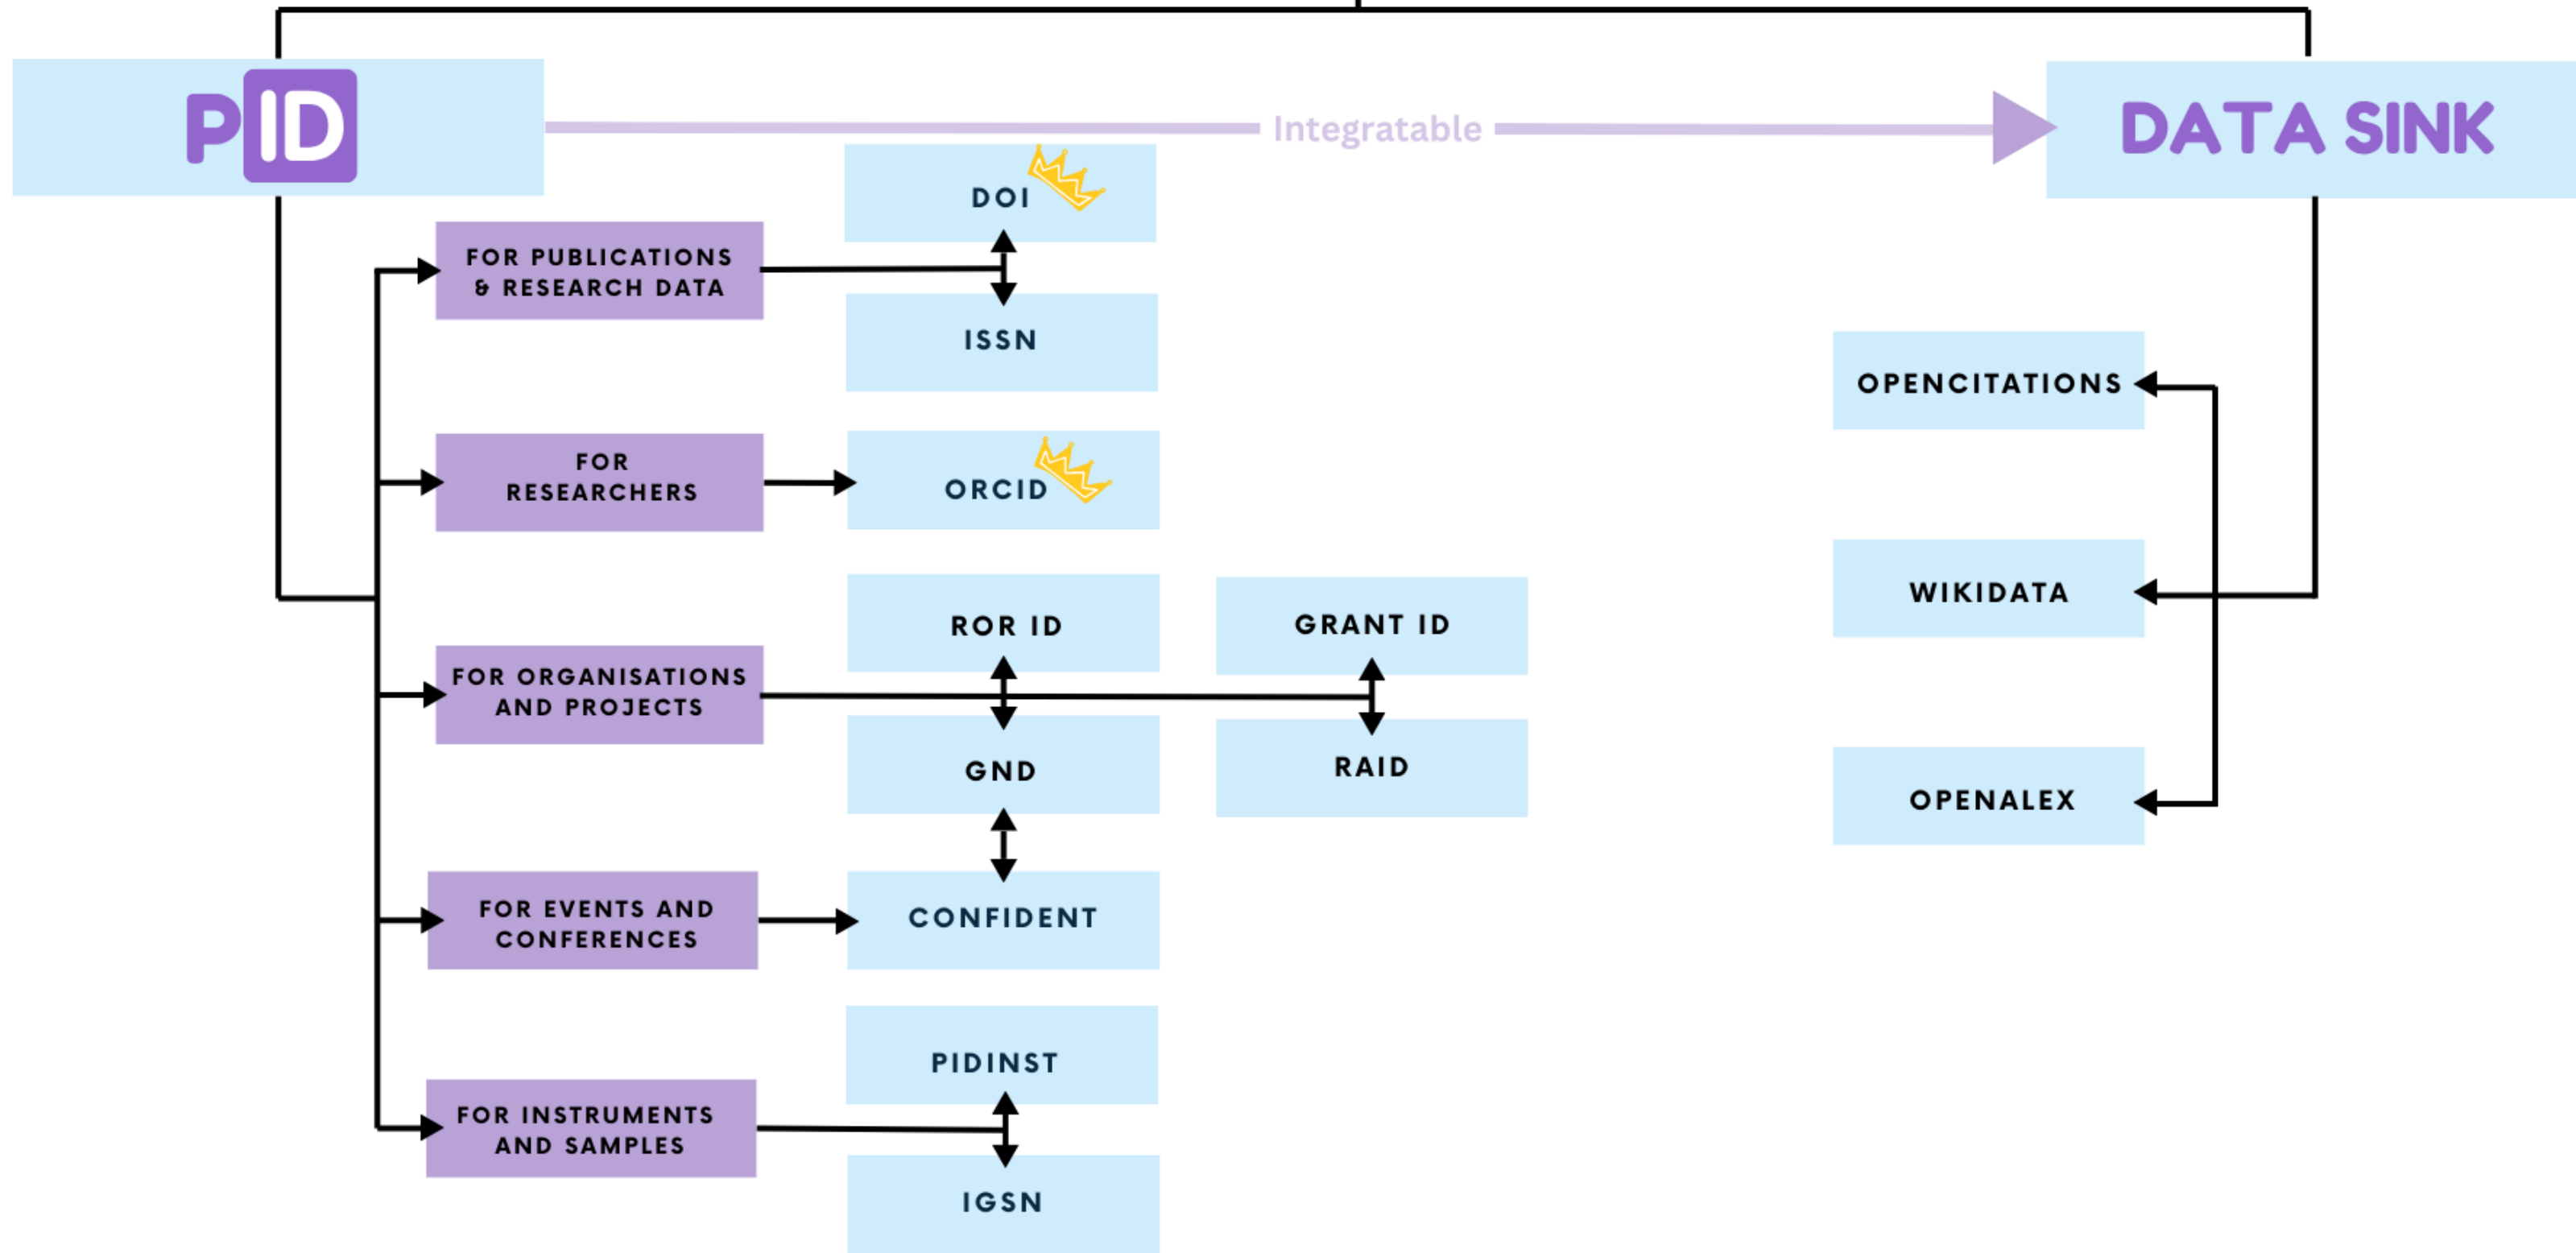 PID
Integratable
DATA SINK
FOR PUBLICATIONS
& RESEARCH DATA
DOI
ISSN
FOR
RESEARCHERS
ORCID
FOR ORGANISATIONS
AND PROJECTS
ROR ID
GRANT ID
GND
RAID
FOR EVENTS AND
CONFERENCES
CONFIDENT
FOR INSTRUMENTS
AND SAMPLES
PIDINST
IGSN
OPENCITATIONS
WIKIDATA
OPENALEX